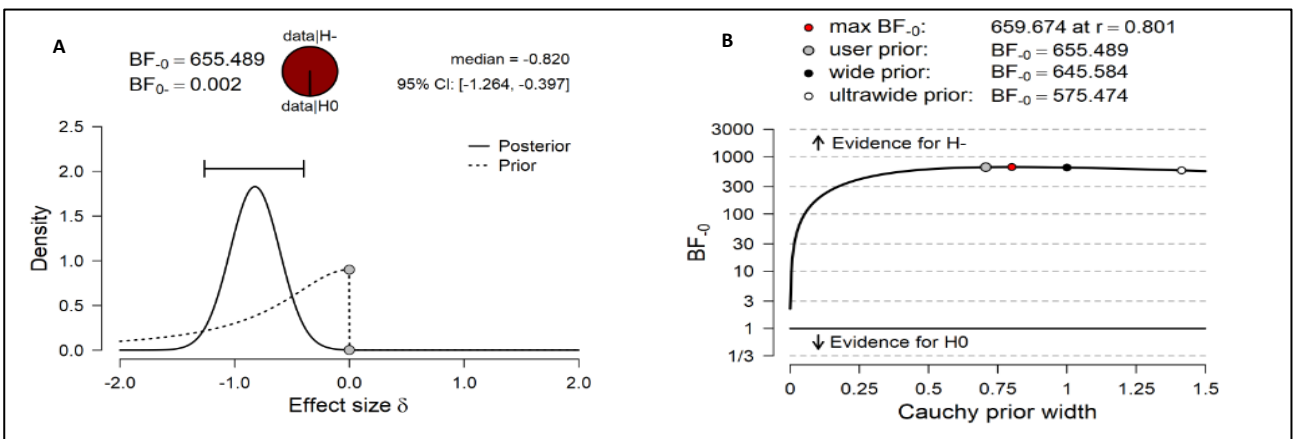 A
data|H-
BF-0 = 655.489
BF0- = 0.002
data|H0
median = -0.820
95% CI: [-1.264, -0.397]
2.5
2.0
1.5
1.0
0.5
0.0
Density
Posterior
Prior
-2.0 -1.0 0.0 1.0 2.0
Effect size δ
B
max BF-0: 659.674 at r = 0.801
user prior: BF-0 = 655.489
wide prior: BF-0 = 645.584
ultrawide prior: BF-0 = 575.474
3000
1000
300
100
30
10
3
1
1/3
BF-0
↑ Evidence for H-
↓ Evidence for H0
0 0.25 0.5 0.75 1 1.25 1.5
Cauchy prior width